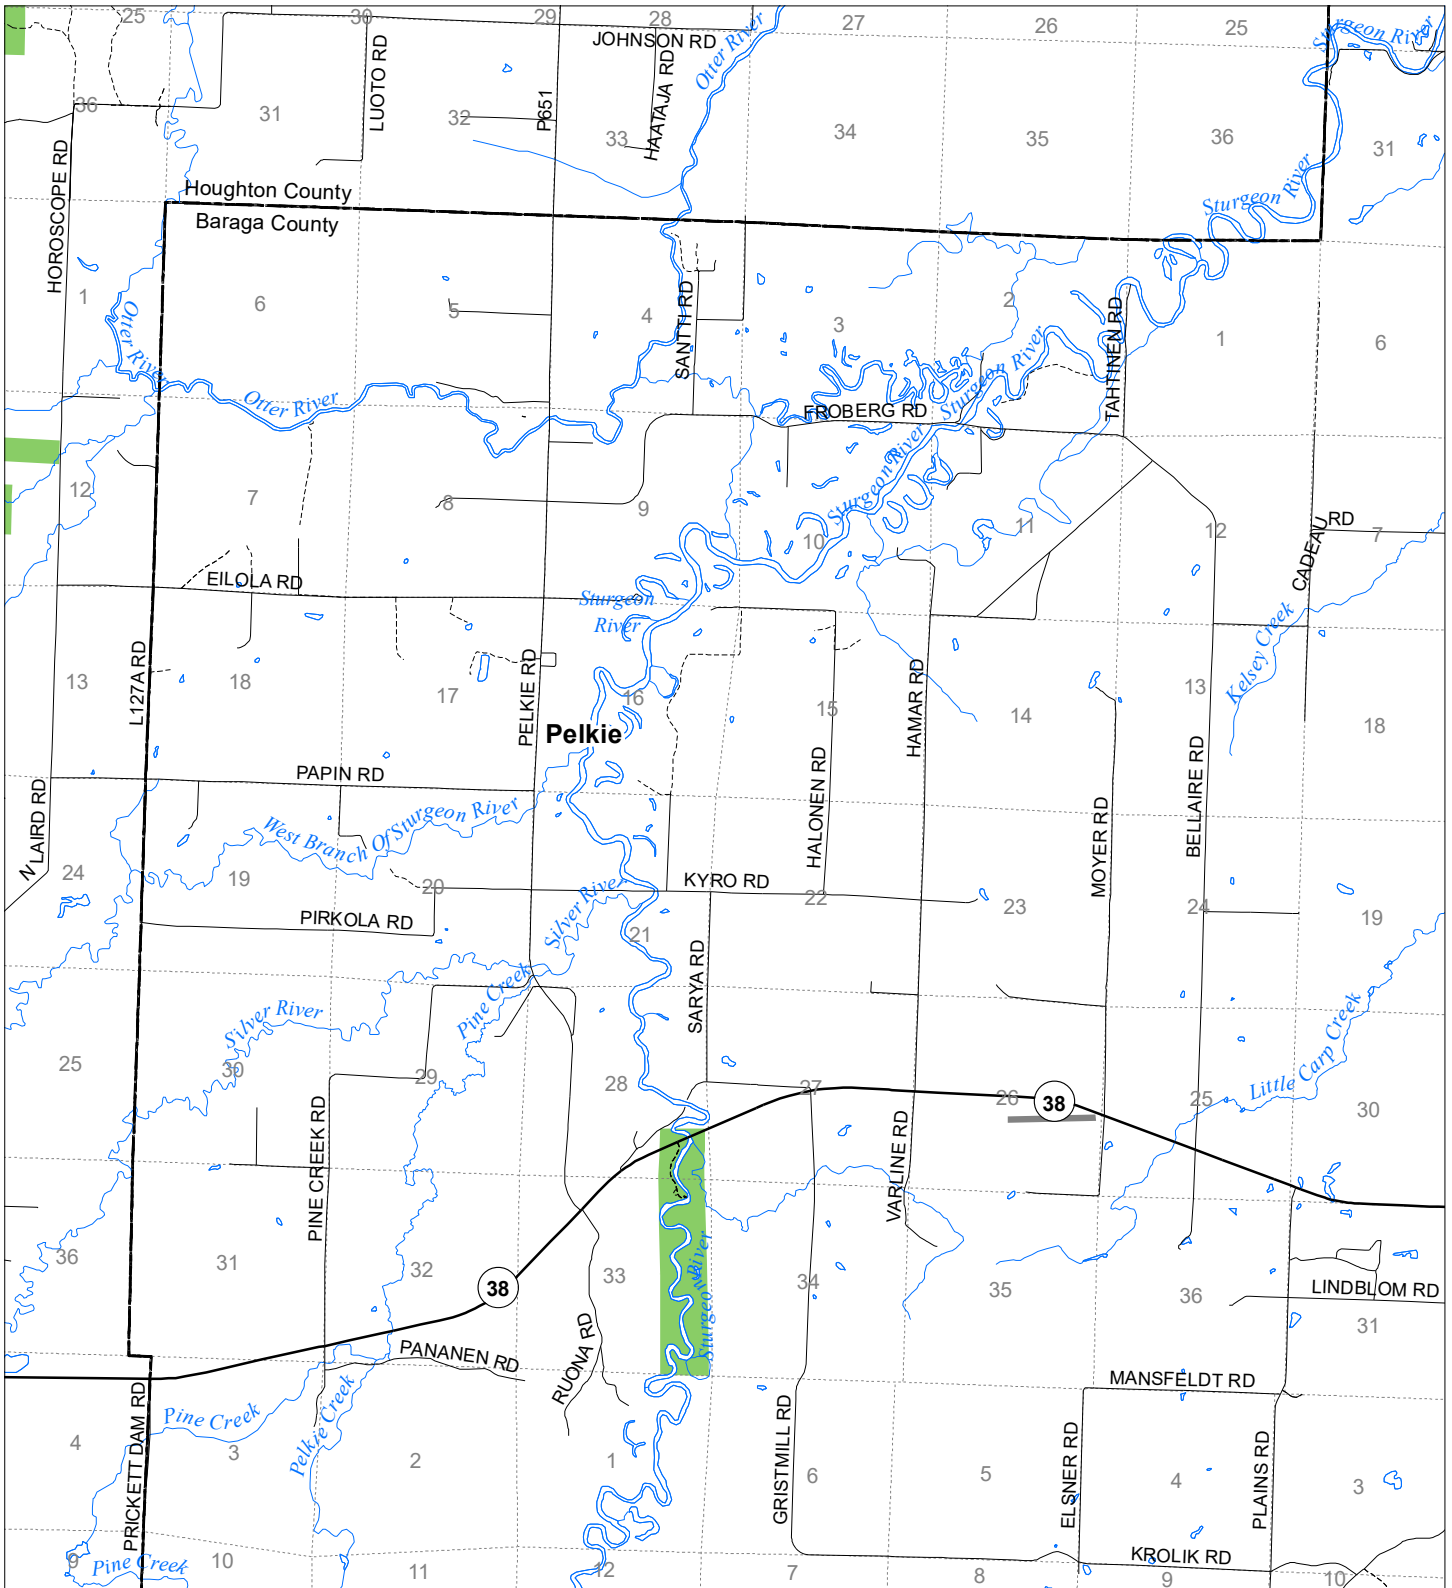 25
30
29
28
27
26
25
Sturgeon River
JOHNSON RD
Otter River
LUOTO RD
P651
HAATAJA RD
36
31
32
33
34
35
36
31
HOROSCOPE RD
Houghton County
Baraga County
Sturgeon River
1
6
5
4
3
2
1
6
Otter River
SANTTI RD
TAHTINEN RD
Sturgeon River
Otter River
FROBERG RD
Sturgeon River
12
7
8
9
10
11
12
7
CADEAU RD
EILOLA RD
Sturgeon
River
Kelsey Creek
L127A RD
PELKIE RD
HAMAR RD
13
18
17
16
15
14
13
18
Pelkie
PAPIN RD
HALONEN RD
MOYER RD
BELLAIRE RD
N LAIRD RD
West Branch Of Sturgeon River
24
19
20
KYRO RD
22
23
24
19
PIRKOLA RD
Silver River
21
SARYA RD
Pine Creek
Silver River
Little Carp Creek
25
30
29
28
27
26
38
25
30
PINE CREEK RD
VARLINE RD
36
31
32
33
34
35
36
31
Sturgeon River
38
LINDBLOM RD
RUONA RD
PANANEN RD
MANSFELDT RD
PRICKETT DAM RD
Pine Creek
Pelkie Creek
GRISTMILL RD
ELSNER RD
PLAINS RD
4
3
2
1
6
5
4
3
KROLIK RD
9
Pine Creek
10
11
12
7
8
9
10